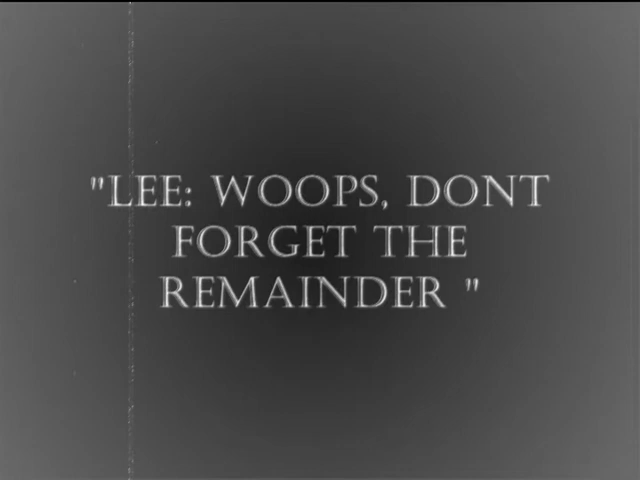 "LEE: WOOPS, DONT
FORGET THE
REMAINDER "